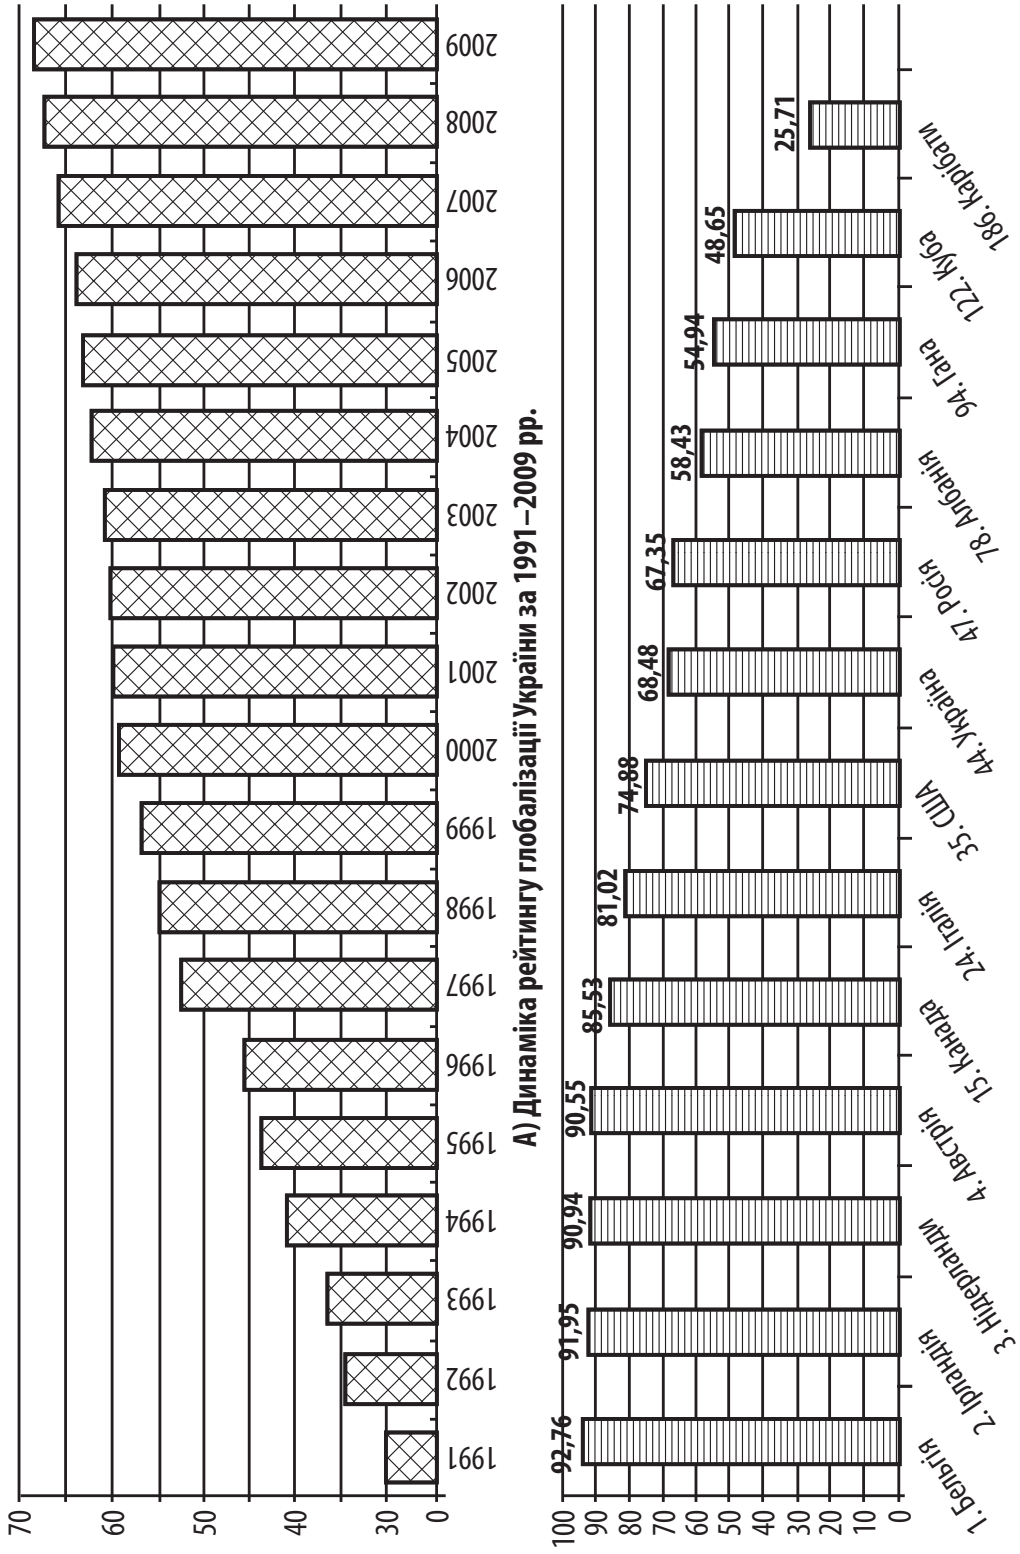 70
60
50
40
30
0
1991 1992 1993 1994 1995 1996 1997 1998 1999 2000 2001 2002 2003 2004 2005 2006 2007 2008 2009
А) Динаміка рейтингу глобалізації України за 1991–2009 рр.
100
90
80
70
60
50
40
30
20
10
0
92,76 91,95 90,94 90,55 85,53 81,02 74,88 68,48 67,35 58,43 54,94 48,65 25,71
1. Бельгія
2. Ірландія
3. Нідерланди
4. Австрія
15. Канада
24. Італія
35. США
44. Україна
47. Росія
78. Албанія
94. Гана
122. Куба
186. Карібати